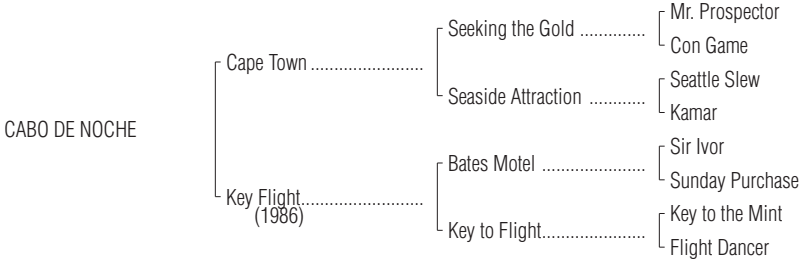 Mr. Prospector
Seeking the Gold ..............
Con Game
Cape Town ........................
Seattle Slew
Seaside Attraction ............
Kamar
CABO DE NOCHE
Sir Ivor
Bates Motel ......................
Sunday Purchase
Key Flight..........................
(1986)
Key to the Mint
Key to Flight......................
Flight Dancer